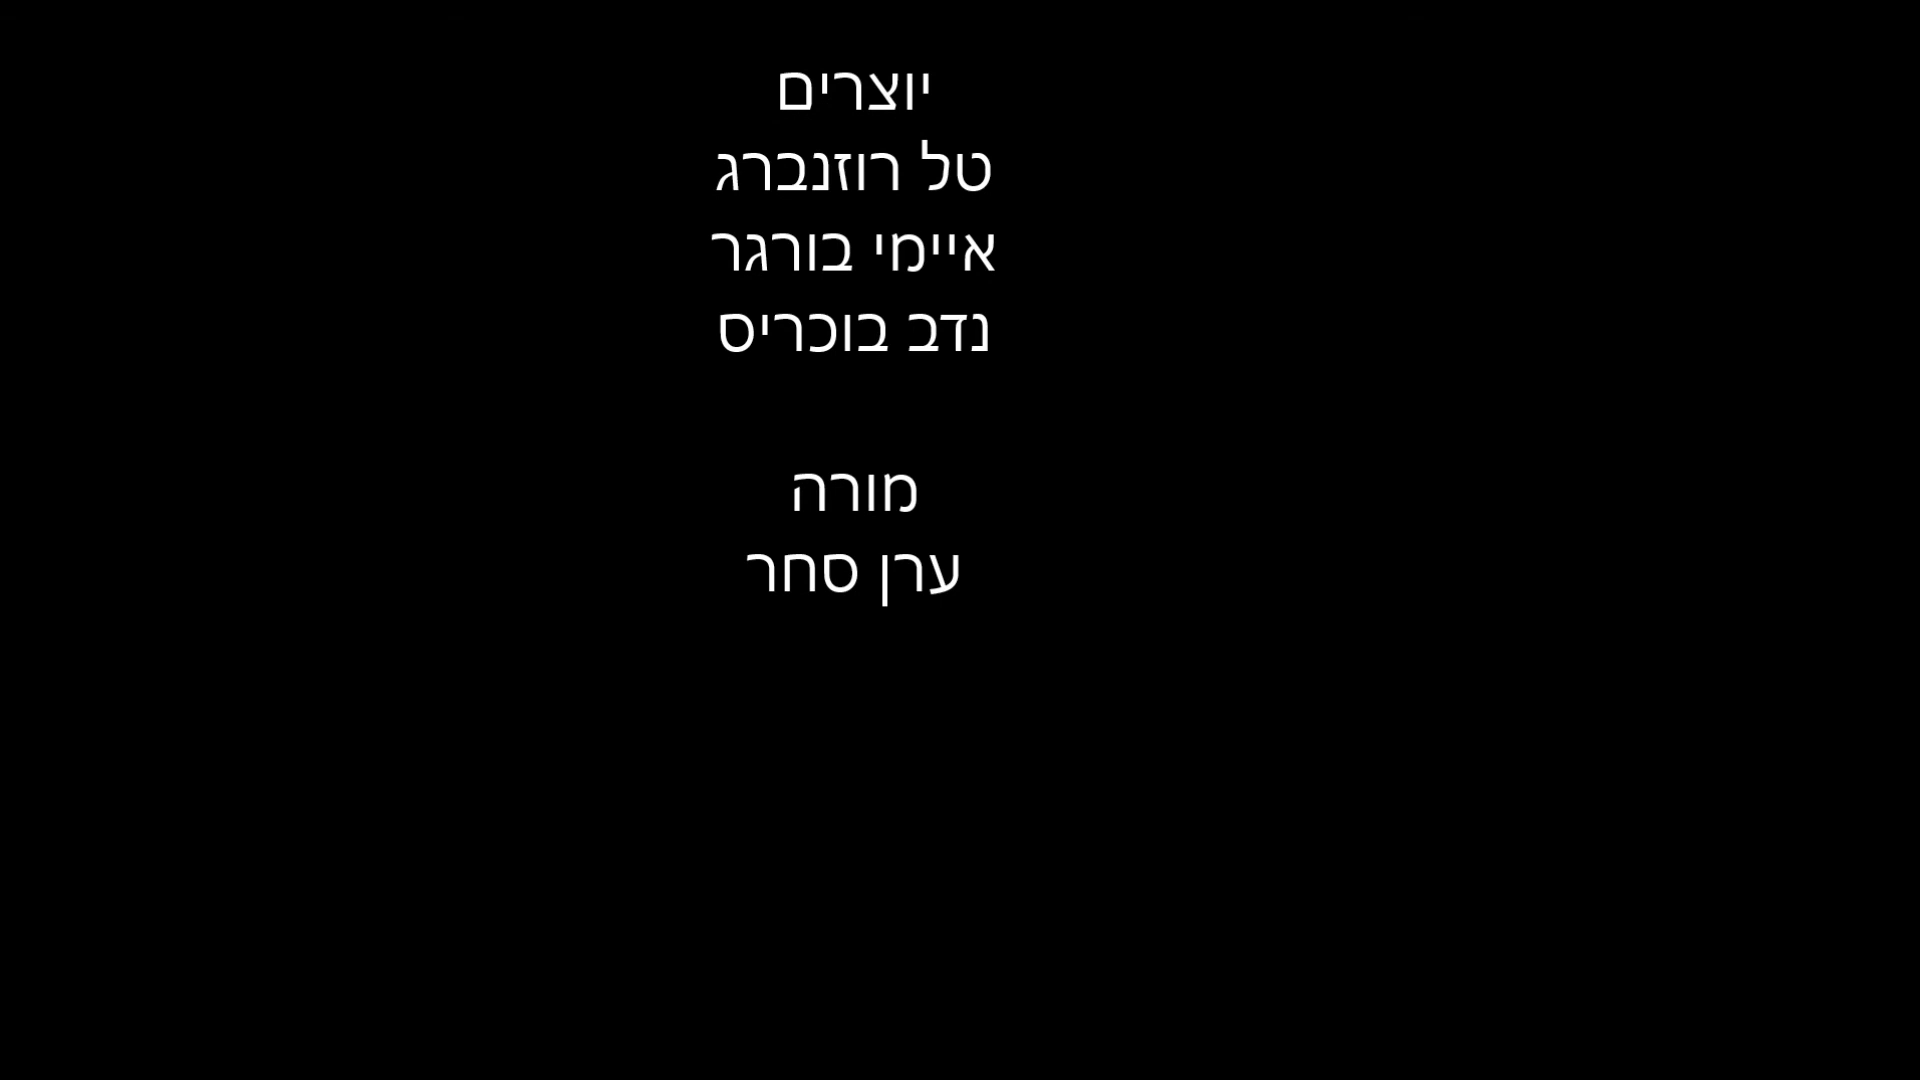 יוצרים
טל רוזנברג
איימי בורגר
נדב בוכריס
מורה
ערן סחר